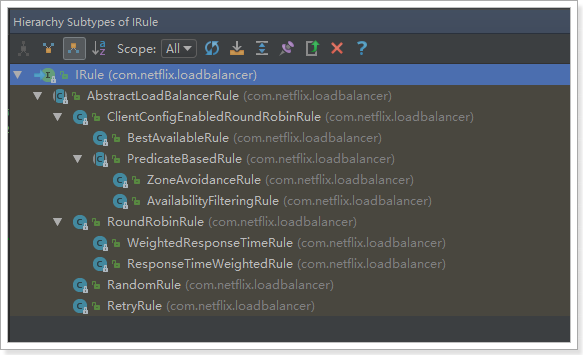 Hierarchy Subtypes of IRule
Scope: All
IRule (com.netflix.loadbalancer)
AbstractLoadBalancerRule (com.netflix.loadbalancer)
ClientConfigEnabledRoundRobinRule (com.netflix.loadbalancer)
BestAvailableRule (com.netflix.loadbalancer)
PredicateBasedRule (com.netflix.loadbalancer)
ZoneAvoidanceRule (com.netflix.loadbalancer)
AvailabilityFilteringRule (com.netflix.loadbalancer)
RoundRobinRule (com.netflix.loadbalancer)
WeightedResponseTimeRule (com.netflix.loadbalancer)
ResponseTimeWeightedRule (com.netflix.loadbalancer)
RandomRule (com.netflix.loadbalancer)
RetryRule (com.netflix.loadbalancer)